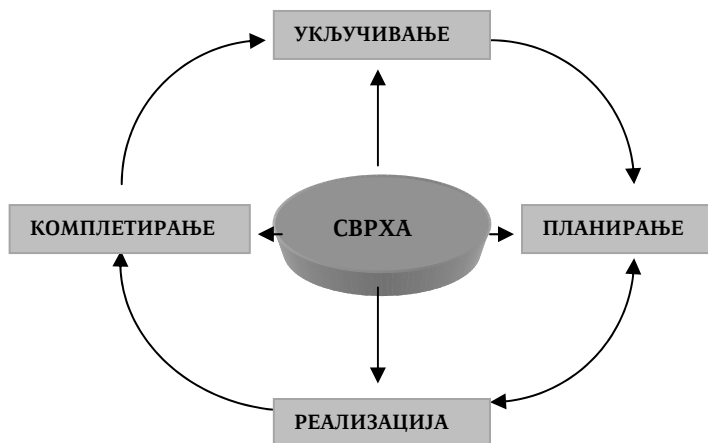 УКЉУЧИВАЊЕ
КОМПЛЕТИРАЊЕ
СВРХА
ПЛАНИРАЊЕ
РЕАЛИЗАЦИЈА